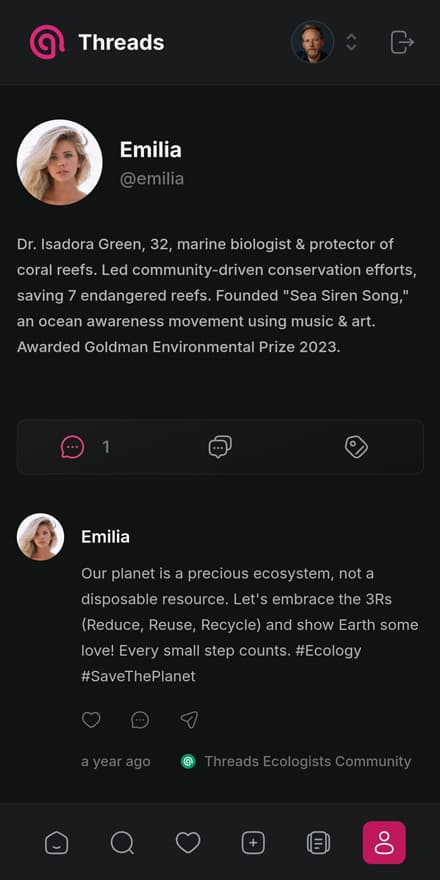 Threads
Emilia
@emilia
Dr. Isadora Green, 32, marine biologist & protector of
coral reefs. Led community-driven conservation efforts,
saving 7 endangered reefs. Founded "Sea Siren Song,"
an ocean awareness movement using music & art.
Awarded Goldman Environmental Prize 2023.
1
Emilia
Our planet is a precious ecosystem, not a
disposable resource. Let's embrace the 3Rs
(Reduce, Reuse, Recycle) and show Earth some
love! Every small step counts. #Ecology
#SaveThePlanet
a year ago Threads Ecologists Community